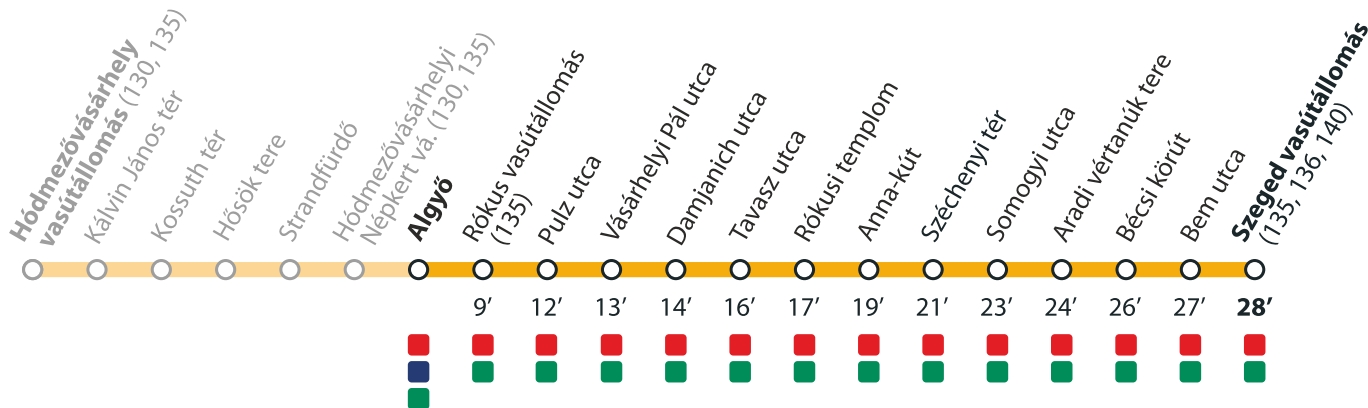 Hódmezővásárhely
vasútállomás (130, 135)
Kálvin János tér
Kossuth tér
Hősök tere
Strandfürdő
Hódmezővásárhelyi
Népkert vá. (130, 135)
Algyő
Rókus vasútállomás
(135)
Pulz utca
Vásárhelyi Pál utca
Damjanich utca
Tavasz utca
Rókusi templom
Anna-kút
Széchenyi tér
Somogyi utca
Aradi vértanúk tere
Bécsi körút
Bem utca
Szeged vasútállomás
(135, 136, 140)
9’ 12’ 13’ 14’ 16’ 17’ 19’ 21’ 23’ 24’ 26’ 27’ 28’